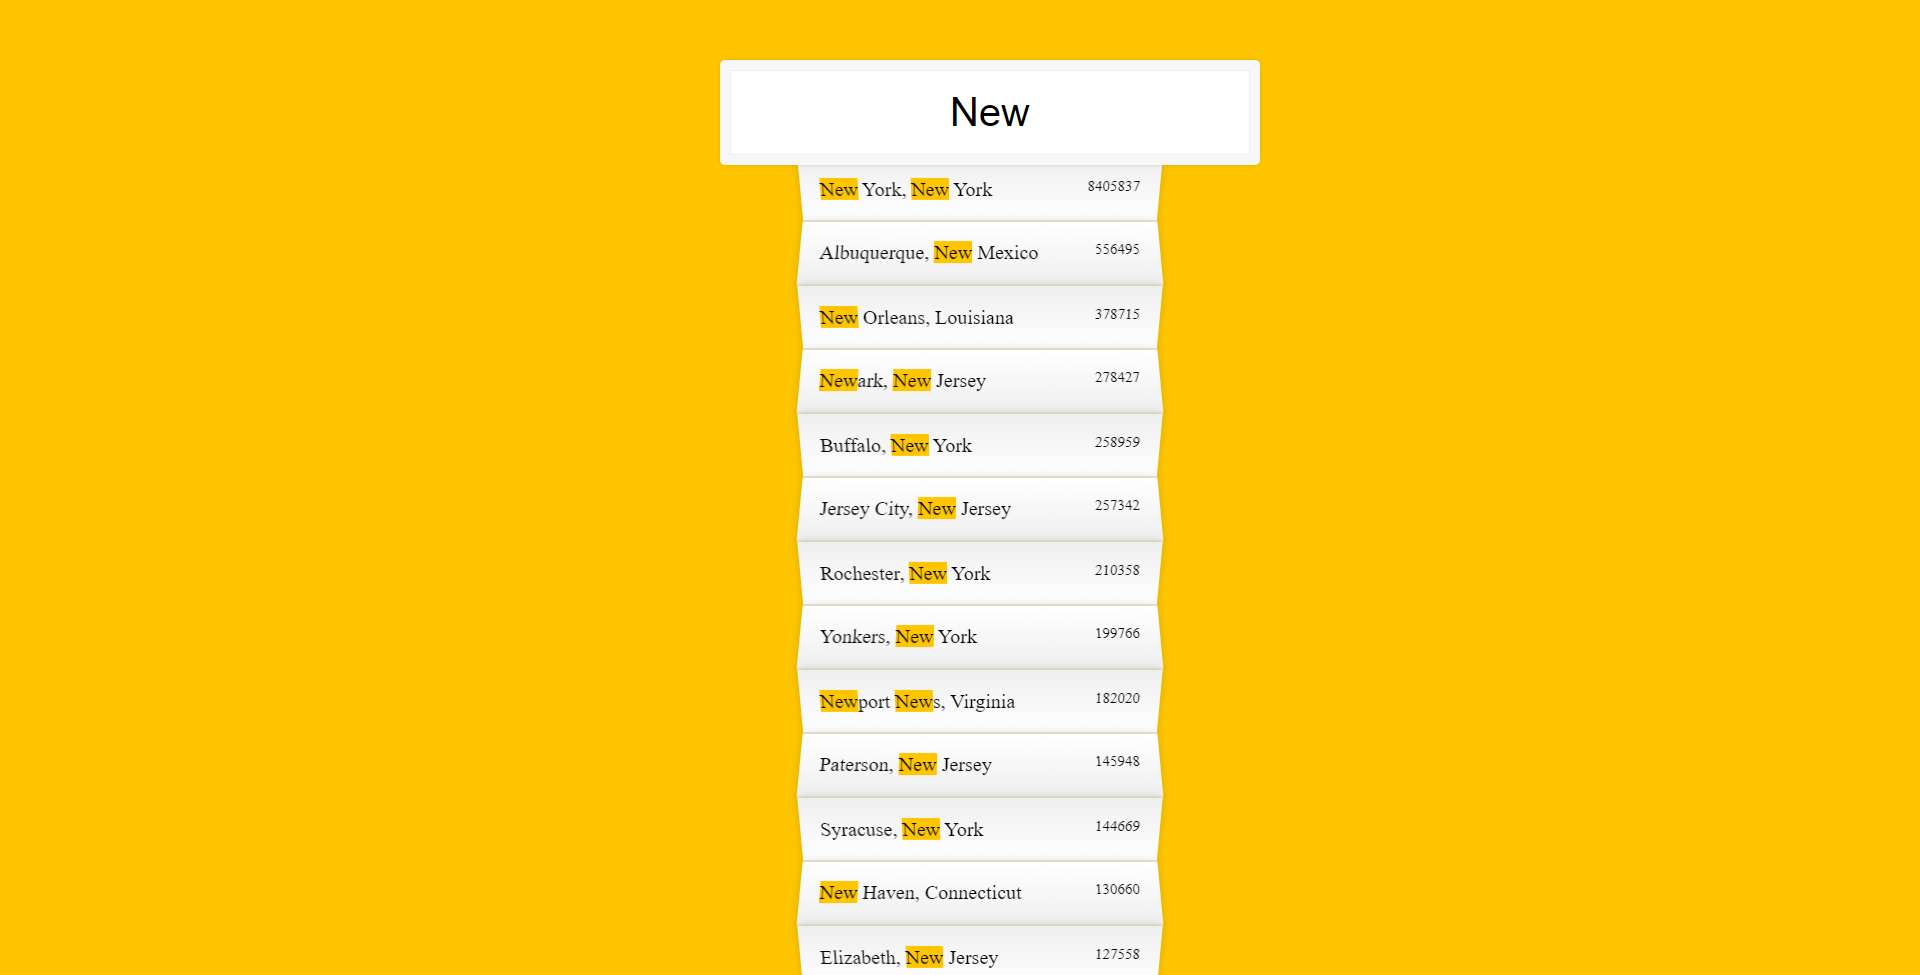 New
New York, New York 8405837
Albuquerque, New Mexico 556495
New Orleans, Louisiana 378715
Newark, New Jersey 278427
Buffalo, New York 258959
Jersey City, New Jersey 257342
Rochester, New York 210358
Yonkers, New York 199766
Newport News, Virginia 182020
Paterson, New Jersey 145948
Syracuse, New York 144669
New Haven, Connecticut 130660
Elizabeth, New Jersey 127558